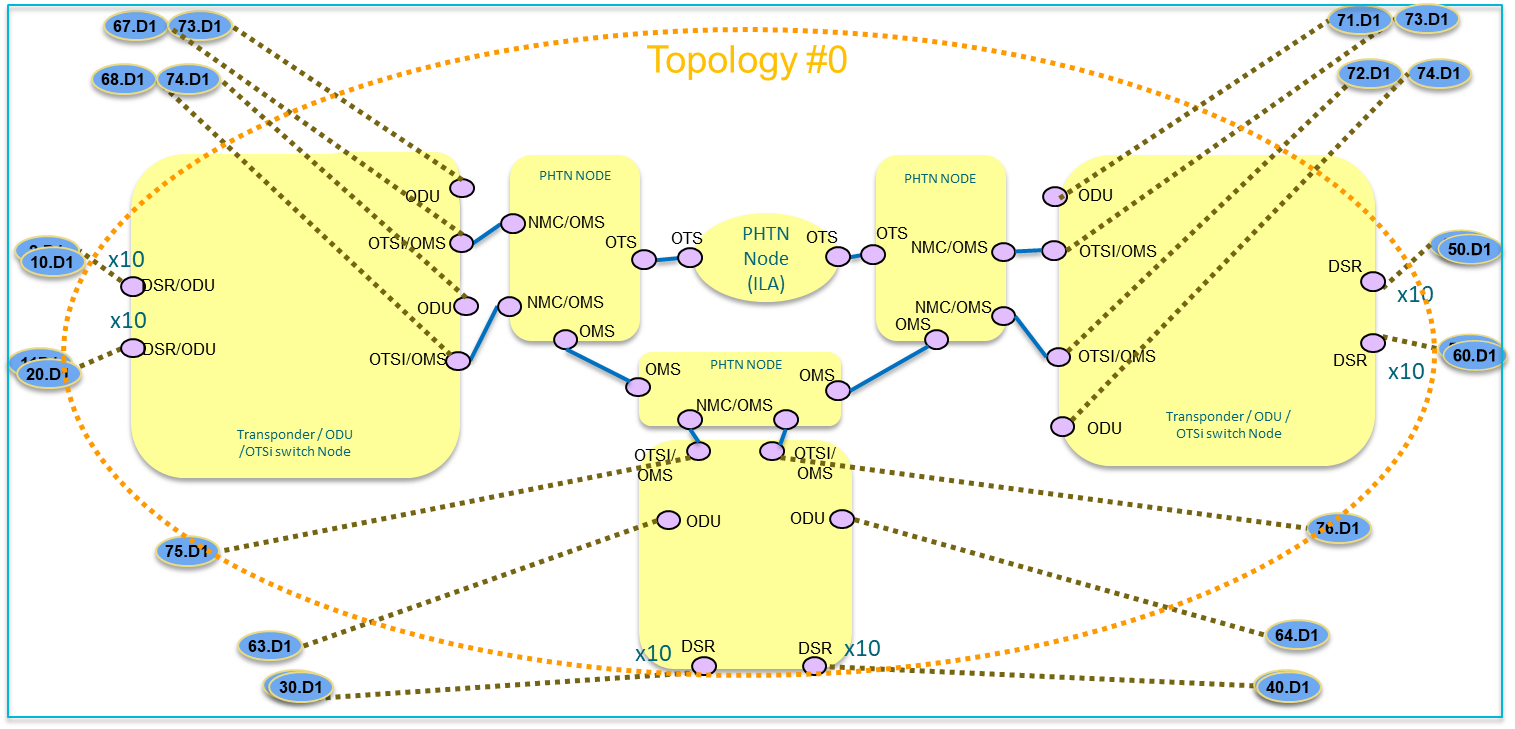 67.D1 73.D1
71.D1 73.D1
Topology #0
68.D1 74.D1
72.D1 74.D1
PHTN NODE
PHTN NODE
ODU
ODU
NMC/OMS
OTSI/OMS
OTS
OTS
PHTN
Node
(ILA)
OTS
OTS
NMC/OMS
OTSI/OMS
10.D1
x10
DSR/ODU
50.D1
DSR
x10
NMC/OMS
ODU
NMC/OMS
OMS
OMS
x10
DSR/ODU
OTSI/OMS
OTSI/OMS
DSR
60.D1
x10
20.D1
PHTN NODE
OMS
OMS
NMC/OMS
Transponder / ODU
/OTSi switch Node
Transponder / ODU /
OTSi switch Node
ODU
OTSI/
OMS
OTSI/
OMS
ODU
ODU
75.D1
76.D1
63.D1
64.D1
x10
DSR
DSR
x10
30.D1
40.D1